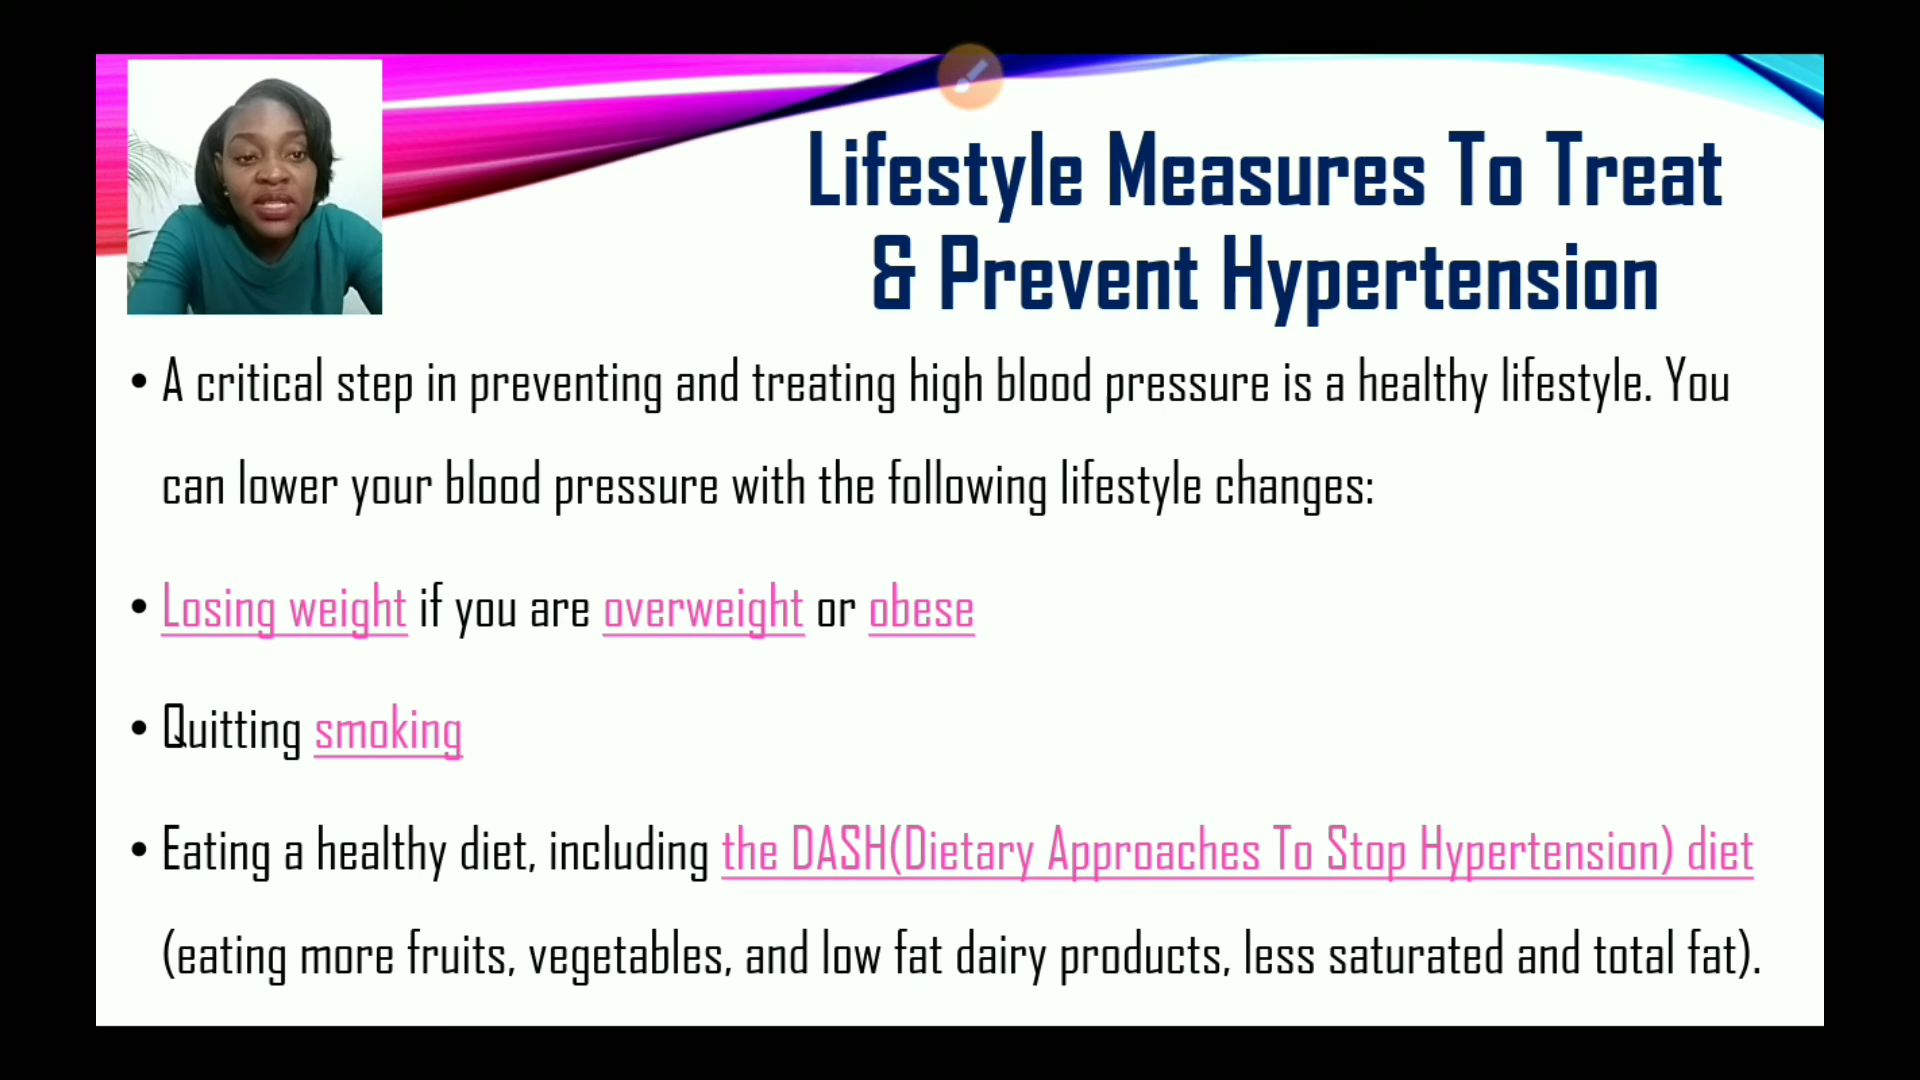 Lifestyle Measures To Treat
& Prevent Hypertension
• A critical step in preventing and treating high blood pressure is a healthy lifestyle. You
can lower your blood pressure with the following lifestyle changes:
• Losing weight if you are overweight or obese
• Quitting smoking
• Eating a healthy diet, including the DASH(Dietary Approaches To Stop Hypertension) diet
(eating more fruits, vegetables, and low fat dairy products, less saturated and total fat).